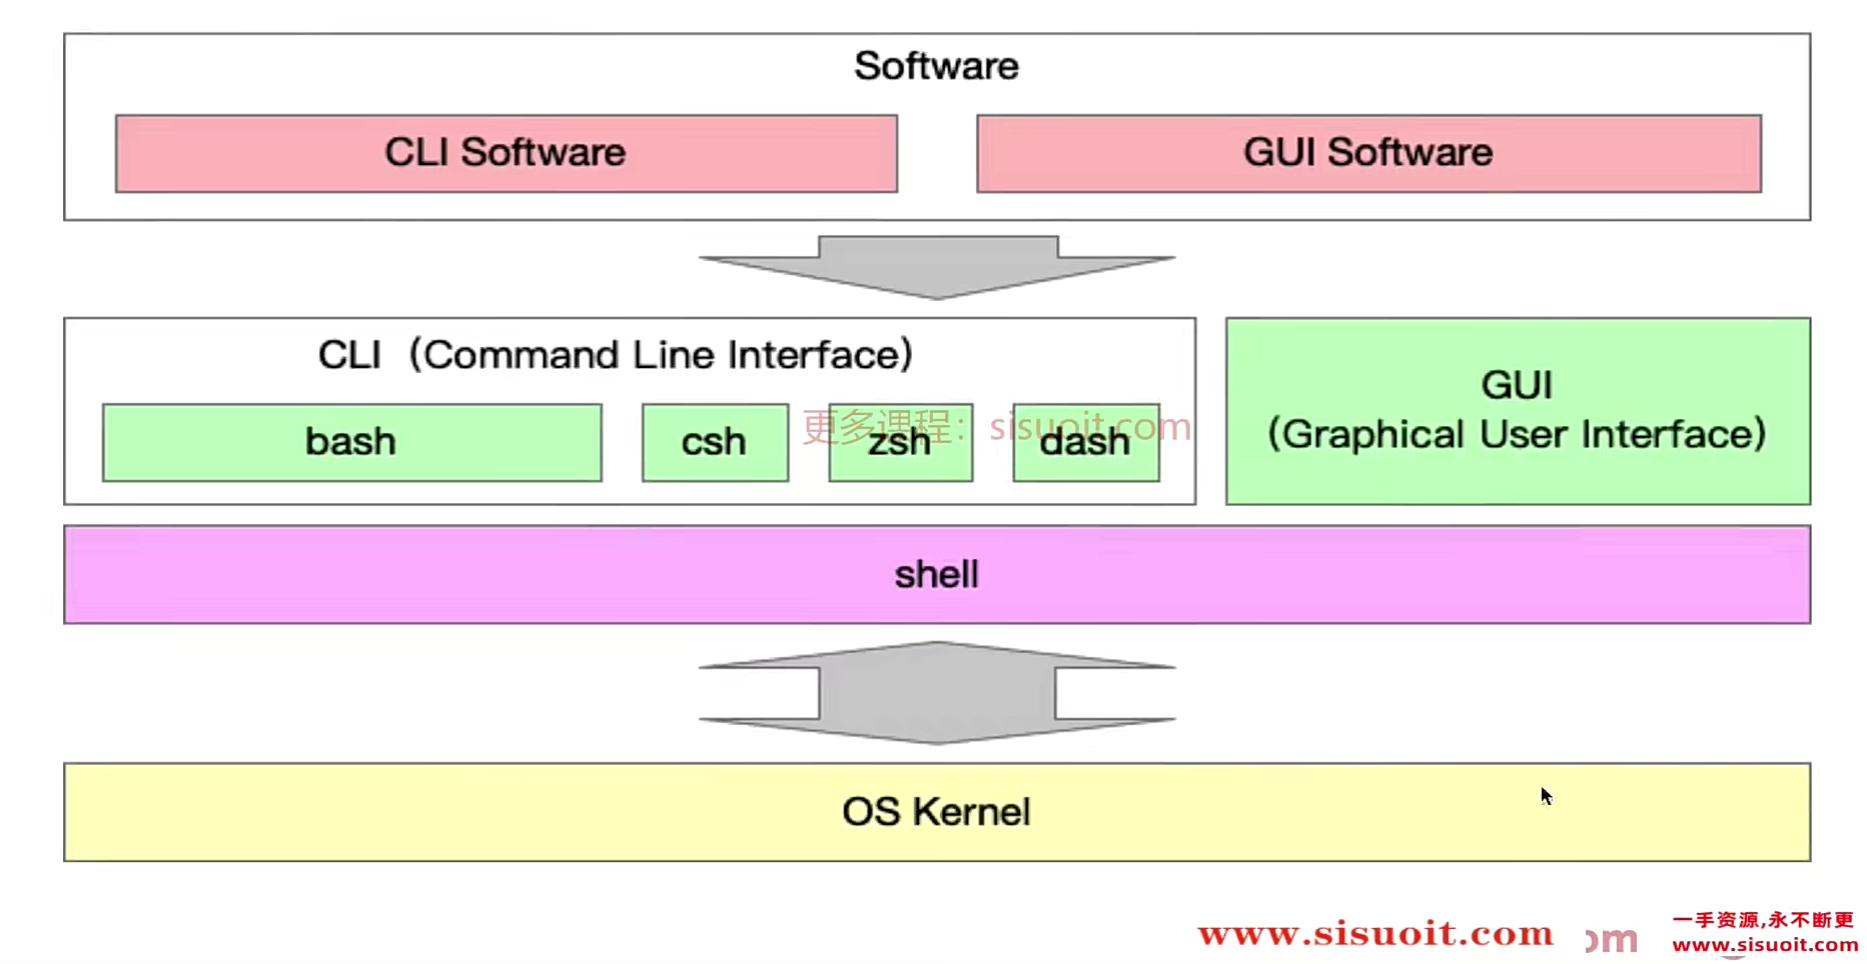 Software
CLI Software
GUI Software
CLI（Command Line Interface）
bash
csh
zsh
dash
更多课程：sisuoit.com
GUI
（Graphical User Interface）
shell
OS Kernel
www.sisuoit.com
om
一手资源,永不断更
www.sisuoit.com